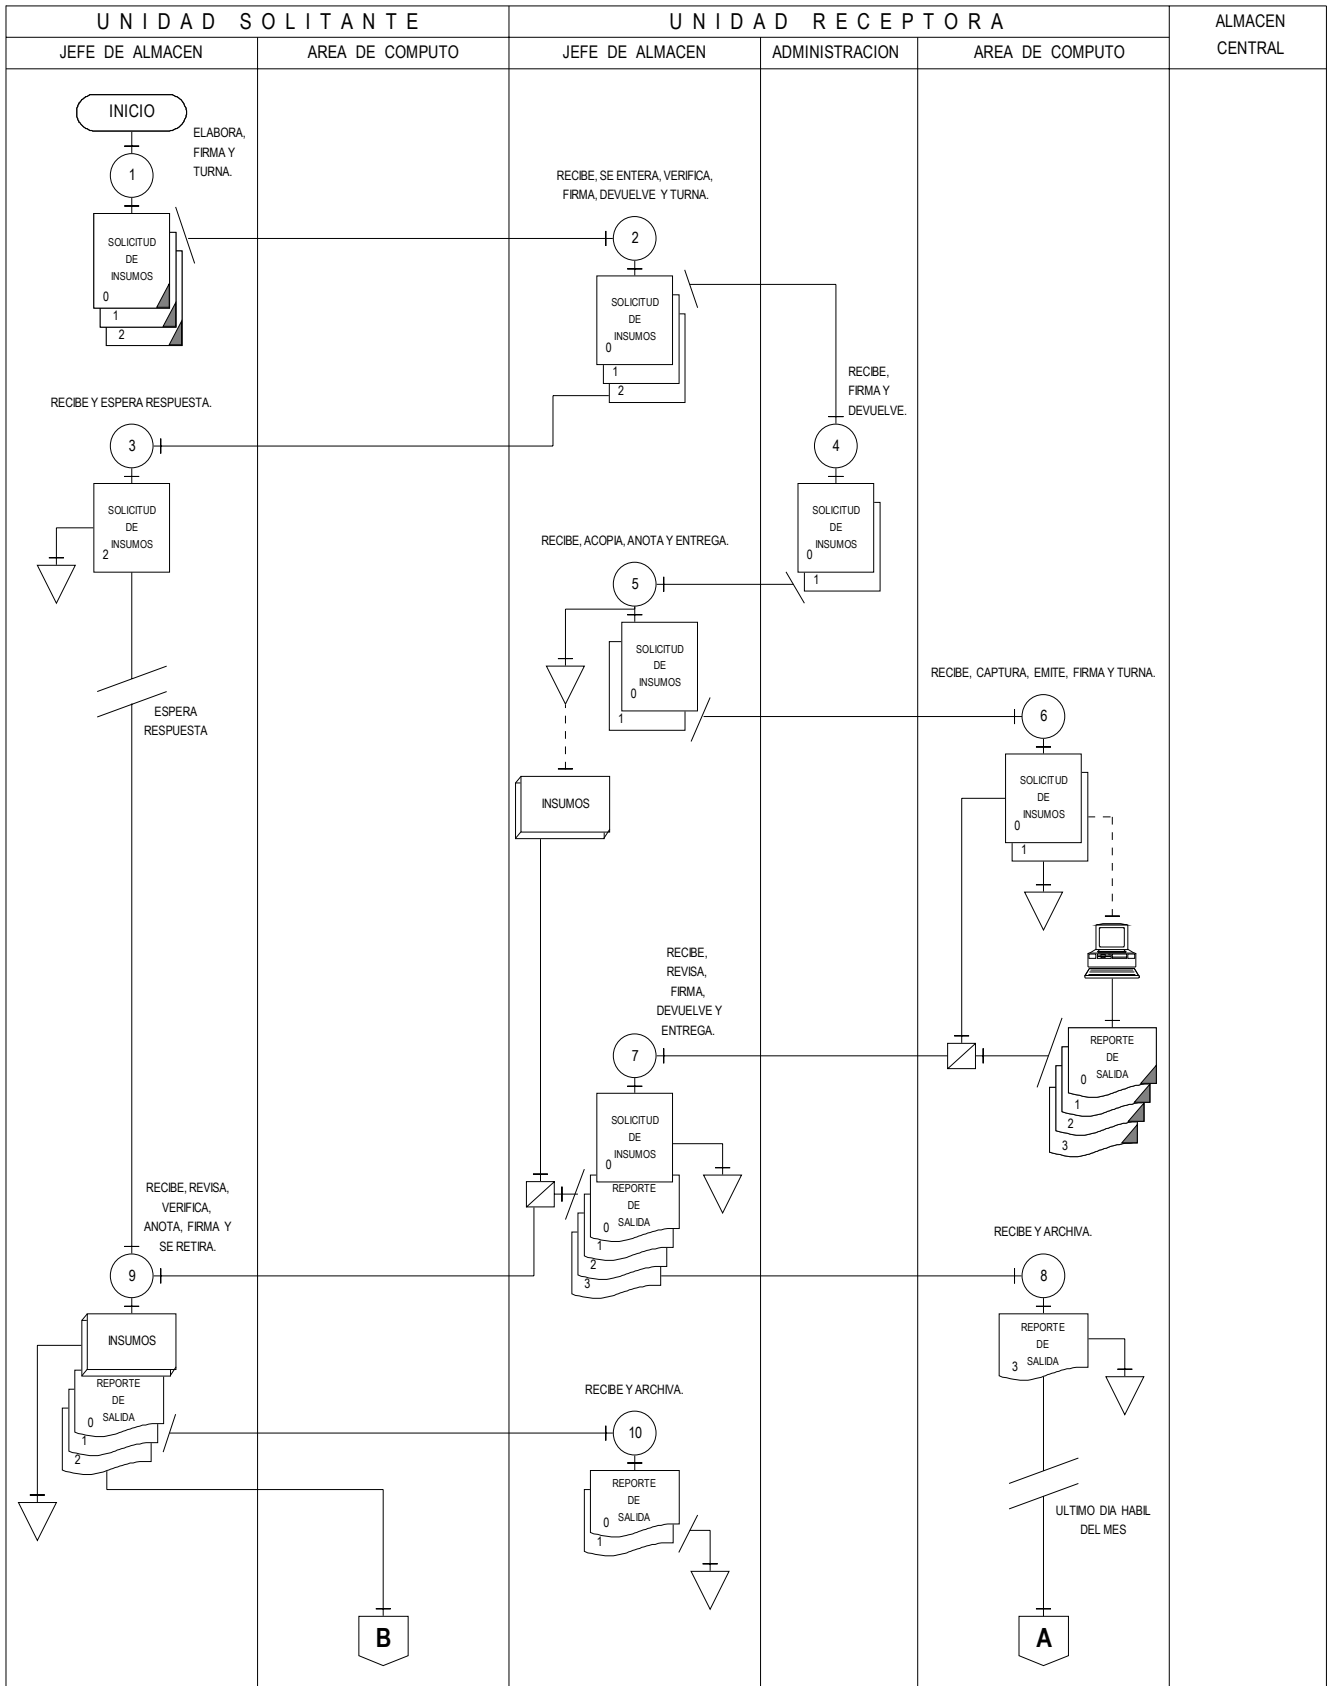 UNIDAD SOLITANTE
UNIDAD RECEPTORA
ALMACEN
CENTRAL
JEFE DE ALMACEN
AREA DE COMPUTO
JEFE DE ALMACEN
ADMINISTRACION
AREA DE COMPUTO
INICIO
ELABORA,
FIRMA Y
TURNA.
1
SOLICITUD
DE
INSUMOS
0
1
2
RECIBE, SE ENTERA, VERIFICA,
FIRMA, DEVUELVE Y TURNA.
2
SOLICITUD
DE
INSUMOS
0
1
2
RECIBE Y ESPERA RESPUESTA.
3
SOLICITUD
DE
INSUMOS
2
ESPERA
RESPUESTA
RECIBE,
FIRMA Y
DEVUELVE.
4
SOLICITUD
DE
INSUMOS
0
1
RECIBE, ACOPIA, ANOTA Y ENTREGA.
5
SOLICITUD
DE
INSUMOS
0
1
INSUMOS
RECIBE, CAPTURA, EMITE, FIRMA Y TURNA.
6
SOLICITUD
DE
INSUMOS
0
1
REPORTE
DE
SALIDA
0
1
2
3
RECIBE,
REVISA,
FIRMA,
DEVUELVE Y
ENTREGA.
7
SOLICITUD
DE
INSUMOS
0
REPORTE
DE
SALIDA
0
1
2
3
RECIBE Y ARCHIVA.
8
REPORTE
DE
SALIDA
3
ULTIMO DIA HABIL
DEL MES
A
RECIBE, REVISA,
VERIFICA,
ANOTA, FIRMA Y
SE RETIRA.
9
INSUMOS
REPORTE
DE
SALIDA
0
1
2
B
RECIBE Y ARCHIVA.
10
REPORTE
DE
SALIDA
0
1